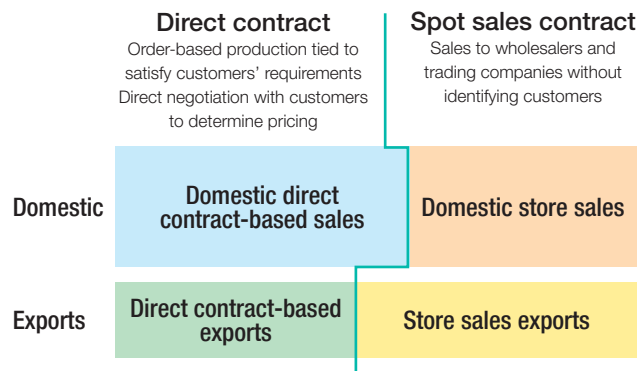 Direct contract
Order-based production tied to
satisfy customers’ requirements
Direct negotiation with customers
to determine pricing
Spot sales contract
Sales to wholesalers and
trading companies without
identifying customers
Domestic
Domestic direct
contract-based sales
Domestic store sales
Exports
Direct contract-based
exports
Store sales exports